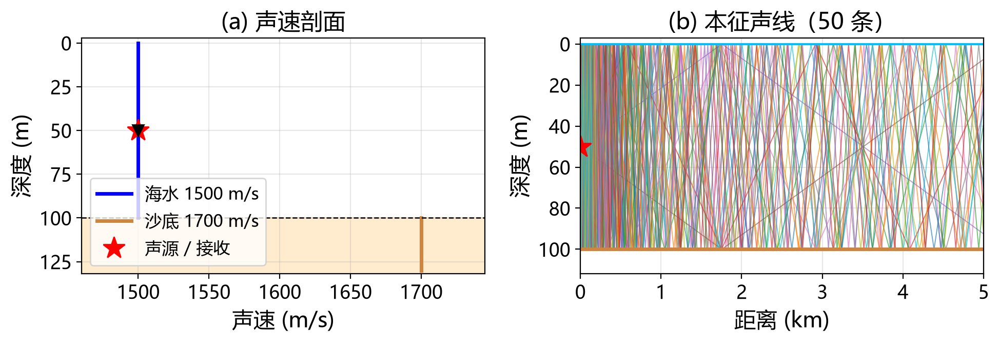 (a) 声速剖面
0
25
50
75
100
125
深度 (m)
海水 1500 m/s
沙底 1700 m/s
声源 / 接收
1500 1550 1600 1650 1700
声速 (m/s)
(b) 本征声线（50 条）
0
20
40
60
80
100
深度 (m)
0 1 2 3 4 5
距离 (km)